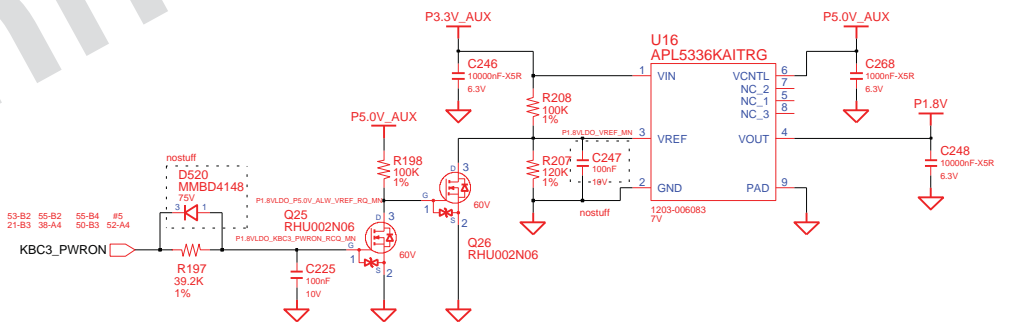 P3.3V_AUX
P5.0V_AUX
U16
APL5336KAITRG
C246
10000nF-X5R
6.3V
1 VIN
VCNTL 6
NC_2 7
NC_1 5
NC_3 8
C268
1000nF-X5R
6.3V
R208
100K
1%
P1.8V
P5.0V_AUX
P1.8VLDO_VREF_MN
3 VREF
VOUT 4
R198
100K
1%
D 3
G
1
S
2
60V
R207
120K
1%
C247
100nF
10V
nostuff
2 GND
PAD 9
1203-006083
7V
C248
10000nF-X5R
6.3V
nostuff
D520
MMBD4148
75V
3 1
P1.8VLDO_P5.0V_ALW_VREF_RQ_MN
Q25
RHU002N06
D 3
G
1
S
2
60V
Q26
RHU002N06
53-B2 55-B2 55-B4 #5
21-B3 38-A4 50-B3 52-A4
KBC3_PWRON
P1.8VLDO_KBC3_PWRON_RCQ_MN
R197
39.2K
1%
C225
100nF
10V